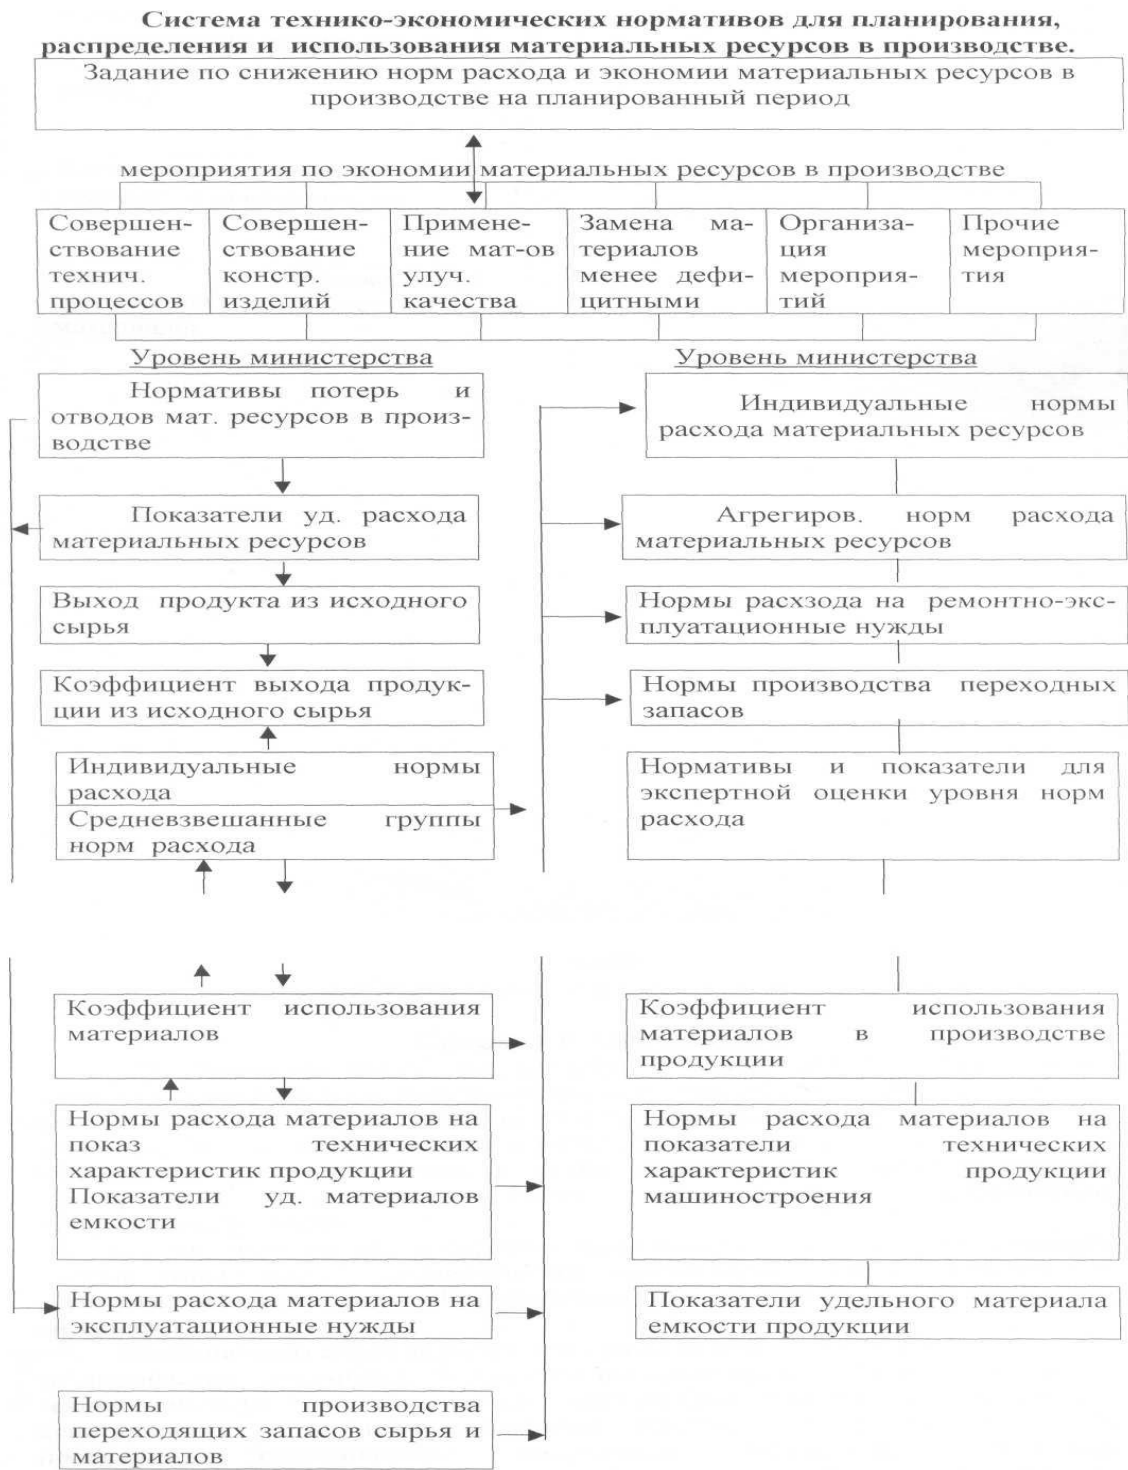 Система технико-экономических нормативов для планирования,
распределения и использования материальных ресурсов в производстве.
Задание по снижению норм расхода и экономии материальных ресурсов в
производстве на планированный период
мероприятия по экономии материальных ресурсов в производстве
Совершен-
ствование
технич.
процессов
Совершен-
ствование
констр.
изделий
Примене-
ние мат-ов
улуч.
качества
Замена ма-
териалов
менее дефи-
цитными
Организа-
ция
мероприя-
тий
Прочие
мероприя-
тия
Уровень министерства
Нормативы потерь и
отводов мат. ресурсов в произ-
водстве
Показатели уд. расхода
материальных ресурсов
Выход продукта из исходного
сырья
Коэффициент выхода продук-
ции из исходного сырья
Индивидуальные нормы
расхода
Средневзвешанные группы
норм расхода
Коэффициент использования
материалов
Нормы расхода материалов на
показ технических
характеристик продукции
Показатели уд. материалов
емкости
Нормы расхода материалов на
эксплуатационные нужды
Нормы производства
переходящих запасов сырья и
материалов
Уровень министерства
Индивидуальные нормы
расхода материальных ресурсов
Агрегиров. норм расхода
материальных ресурсов
Нормы расхзода на ремонтно-экс-
плуатационные нужды
Нормы производства переходных
запасов
Нормативы и показатели для
экспертной оценки уровня норм
расхода
Коэффициент использования
материалов в производстве
продукции
Нормы расхода материалов на
показатели технических
характеристик продукции
машиностроения
Показатели удельного материала
емкости продукции